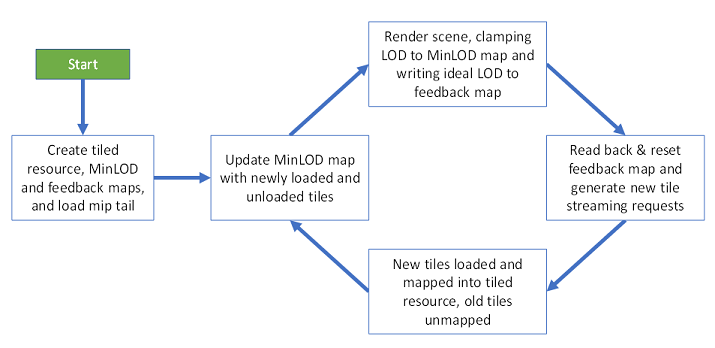 Start
Create tiled
resource, MinLOD
and feedback maps,
and load mip tail
Update MinLOD map
with newly loaded and
unloaded tiles
Render scene, clamping
LOD to MinLOD map and
writing ideal LOD to
feedback map
Read back & reset
feedback map and
generate new tile
streaming requests
New tiles loaded and
mapped into tiled
resource, old tiles
unmapped